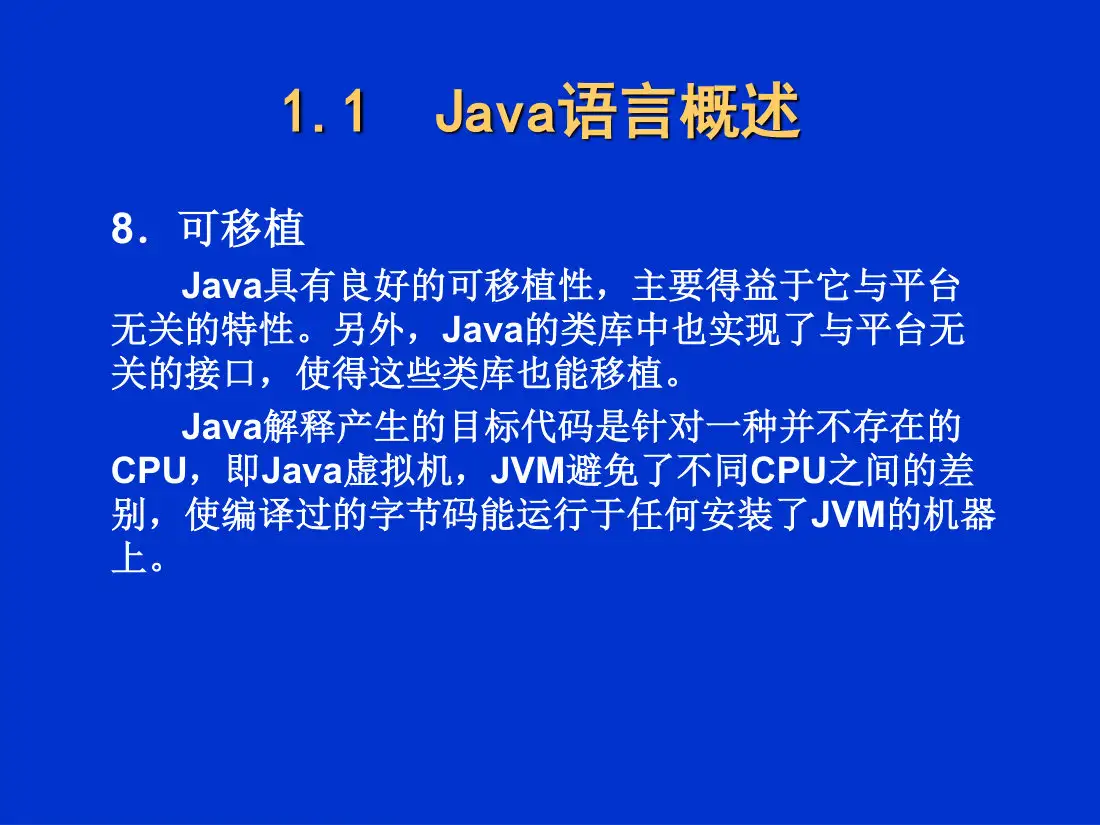 1.1 Java语言概述
8．可移植
Java具有良好的可移植性，主要得益于它与平台
无关的特性。另外，Java的类库中也实现了与平台无
关的接口，使得这些类库也能移植。
Java解释产生的目标代码是针对一种并不存在的
CPU，即Java虚拟机，JVM避免了不同CPU之间的差
别，使编译过的字节码能运行于任何安装了JVM的机器
上。